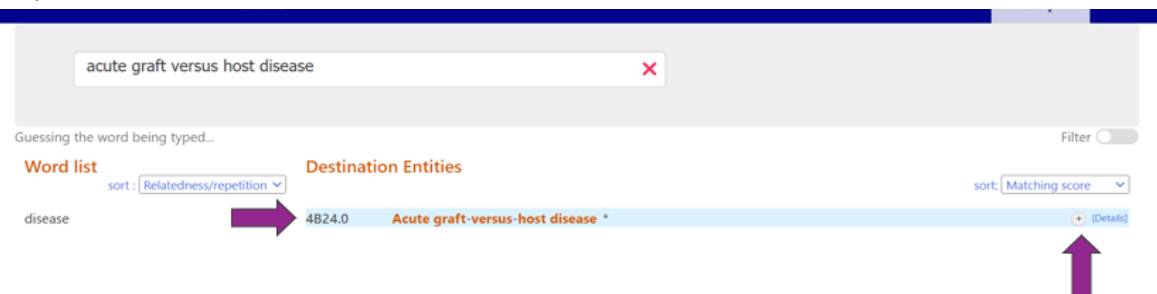 acute graft versus host disease
Guessing the word being typed...
Filter
Word list
Destination Entities
sort : Relatedness/repetition
sort: Matching score
disease
4B24.0 Acute graft-versus-host disease *
[Details]